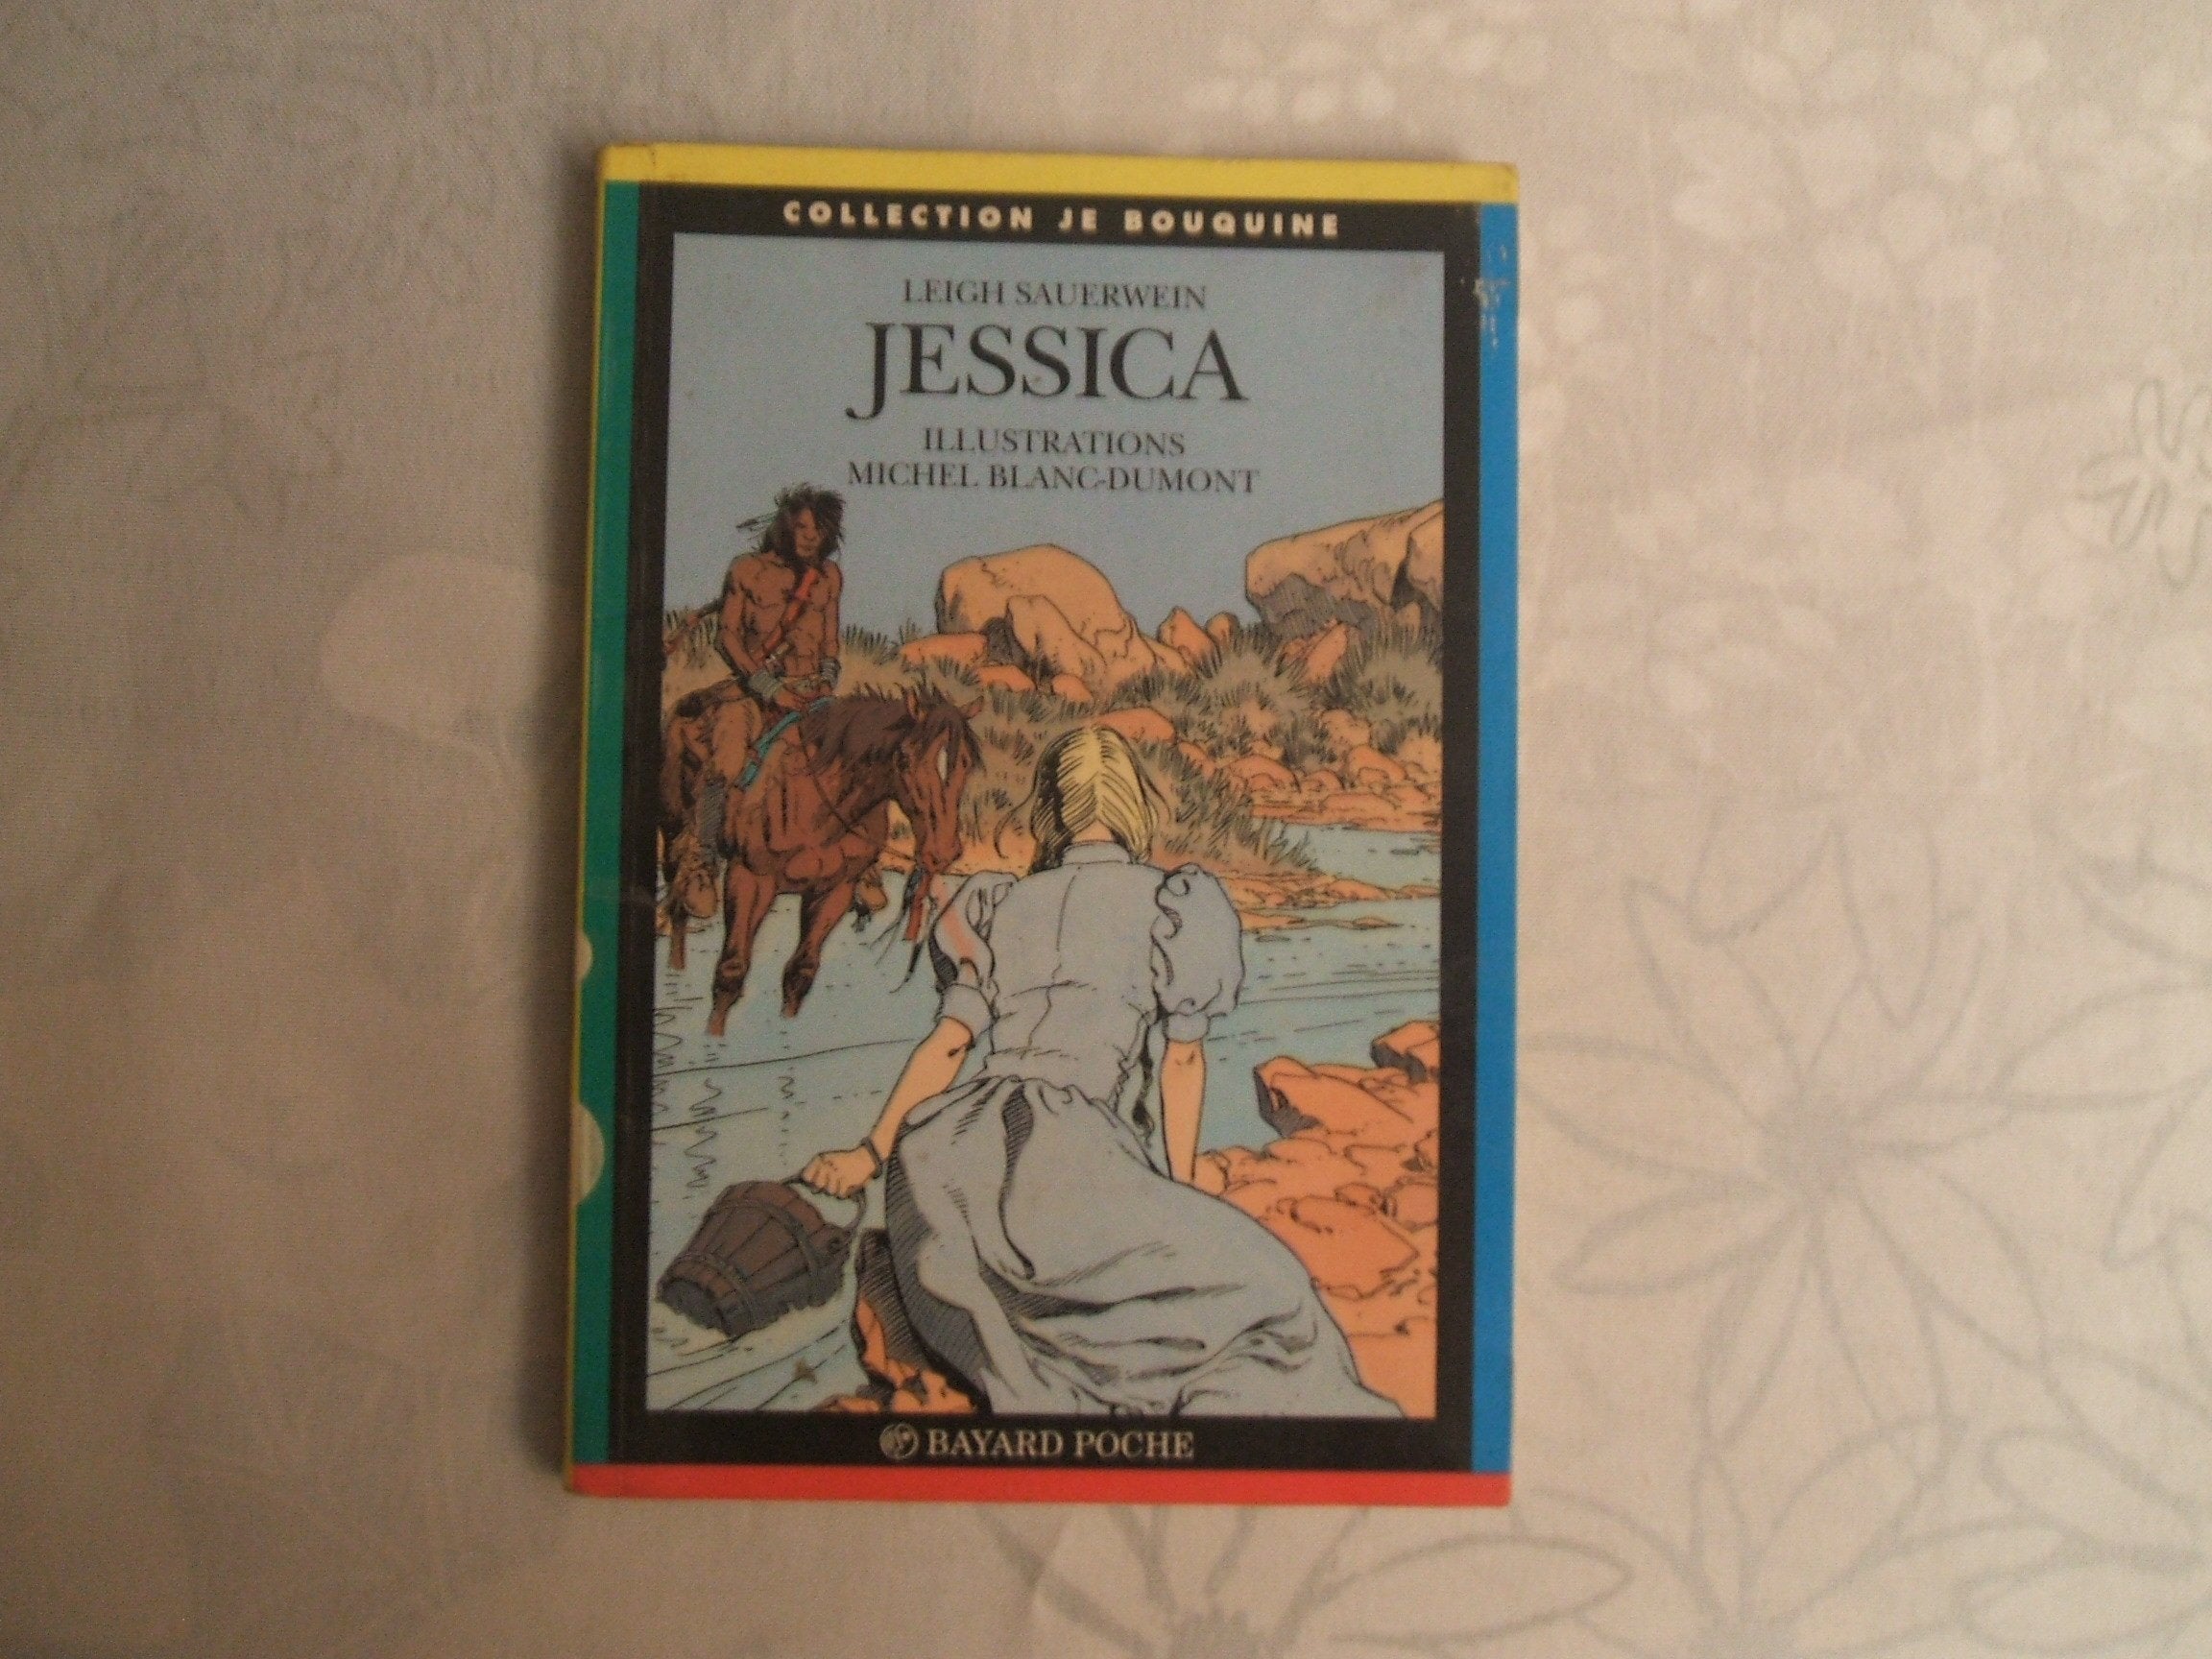 COLLECTION JE BOUQUINE
LEIGH SAUERWEIN
JESSICA
ILLUSTRATIONS
MICHEL BLANC-DUMONT
BAYARD POCHE